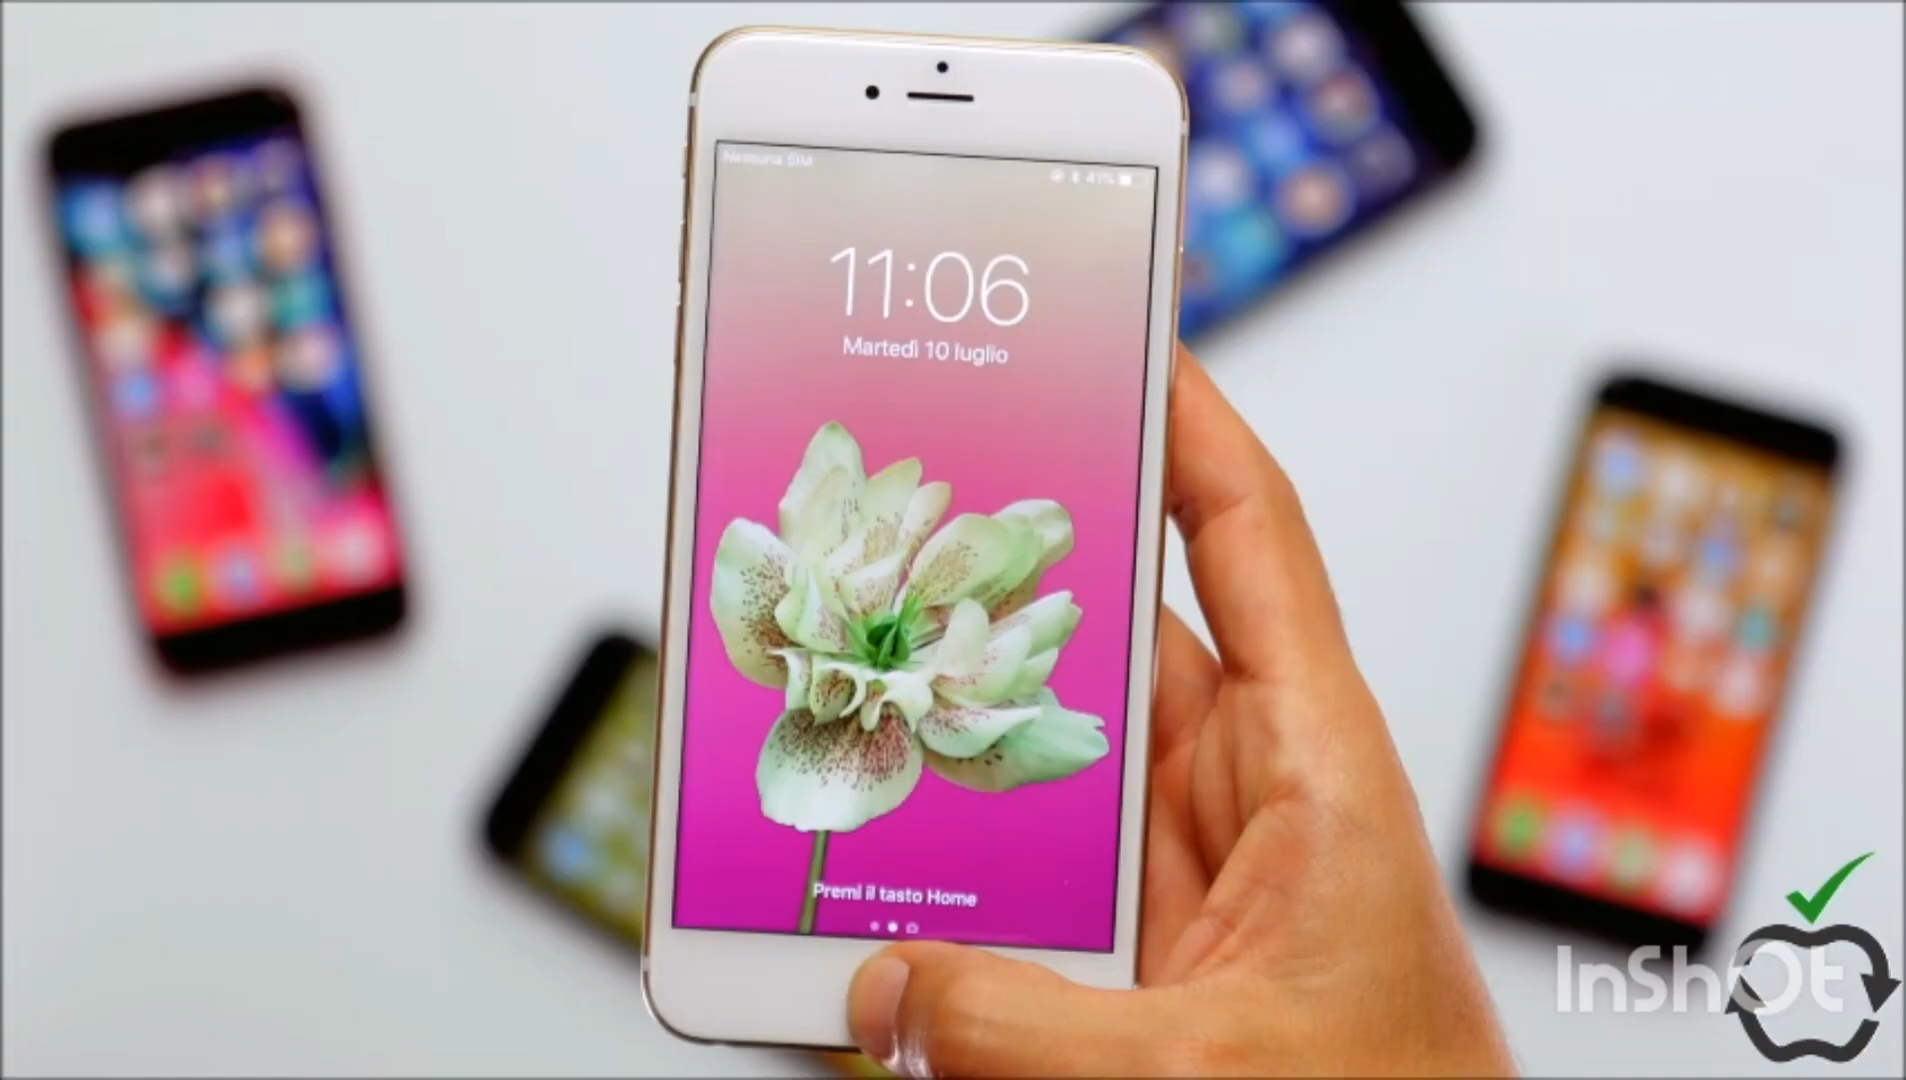 Nessuna SIM
41%
11:06
Martedì 10 luglio
Premi il tasto Home
InShOt